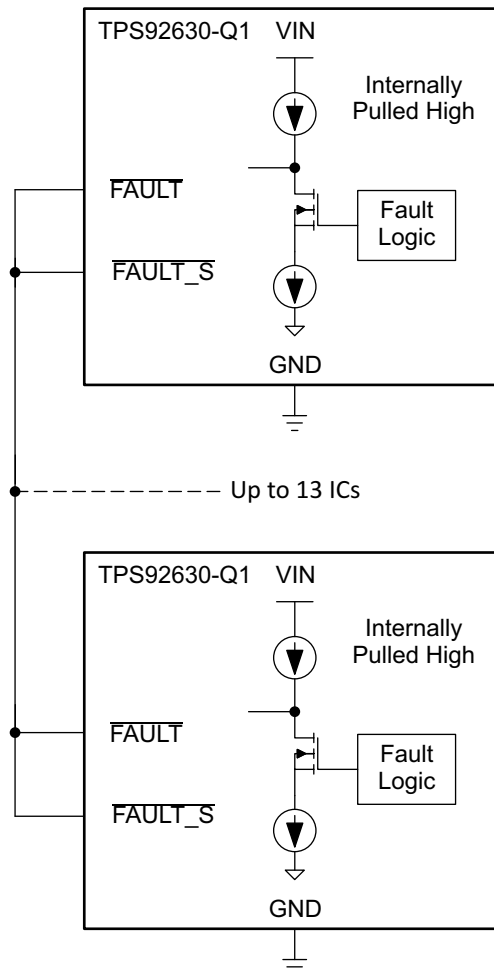 TPS92630-Q1 VIN
Internally
Pulled High
FAULT
Fault
Logic
FAULT_S
GND
Up to 13 ICs
TPS92630-Q1 VIN
Internally
Pulled High
FAULT
Fault
Logic
FAULT_S
GND